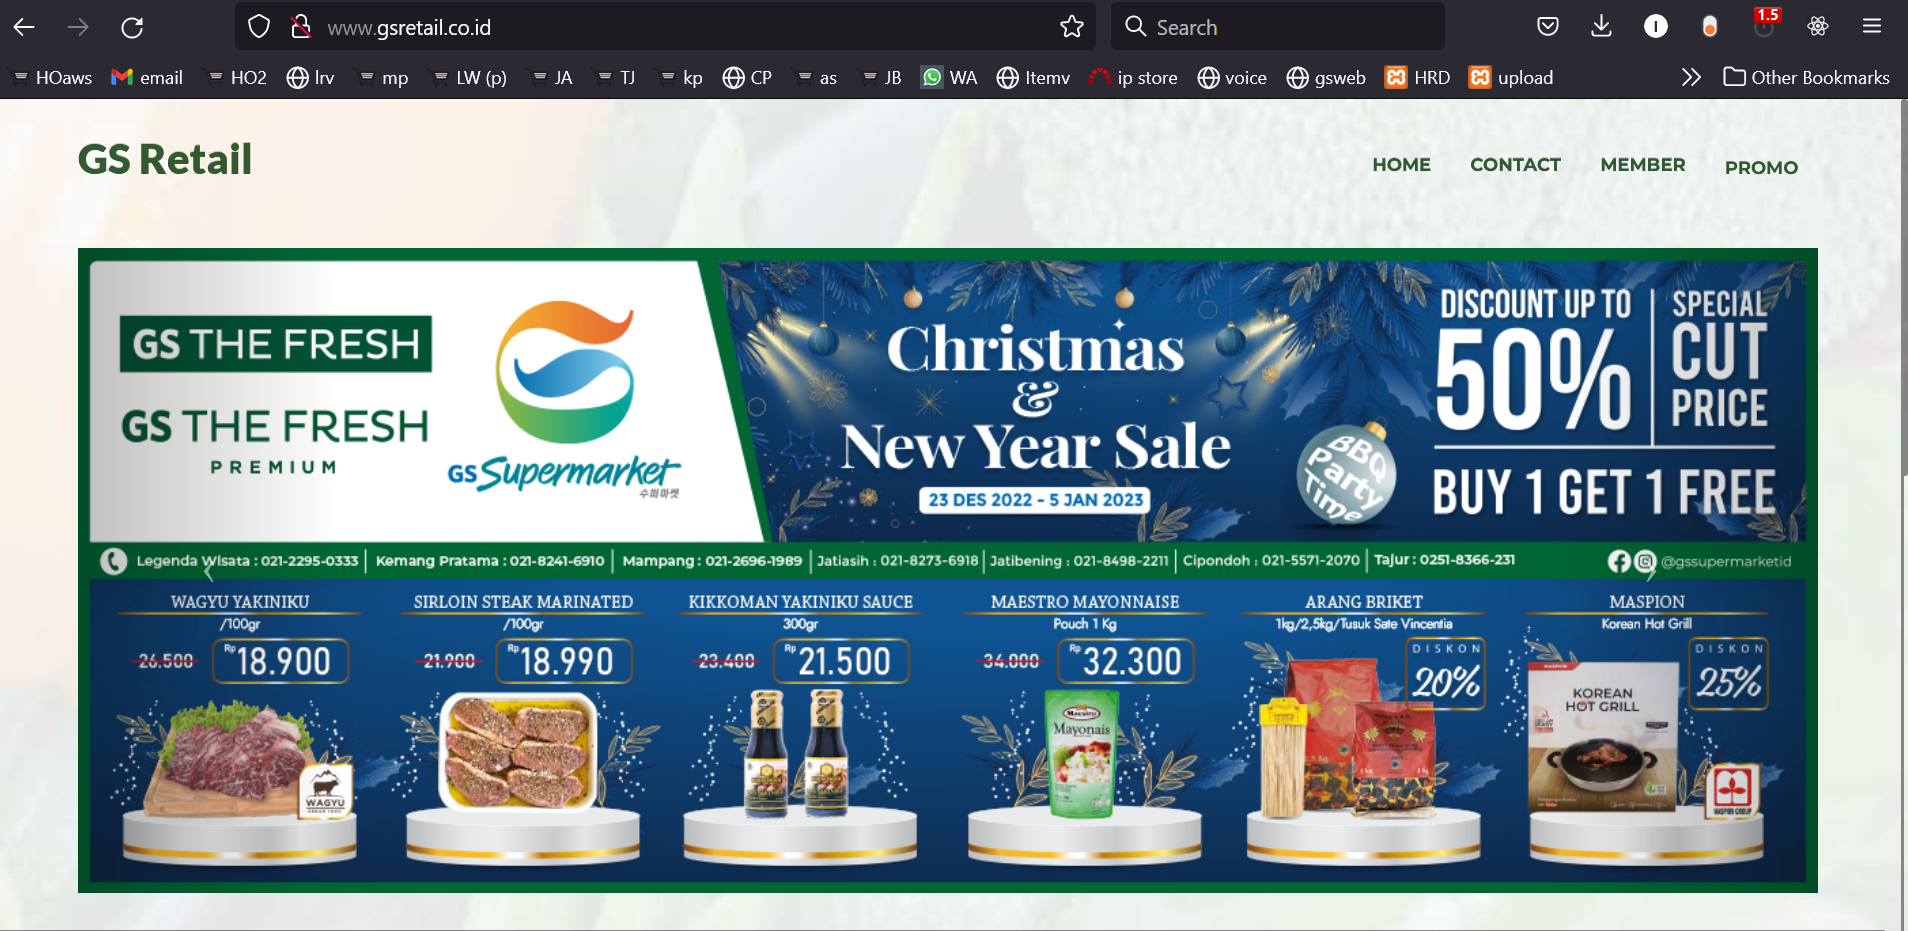 www.gsretail.co.id
Search
1.5
HOaws email HO2 lrv mp LW (p) JA TJ kp CP as JB WA Itemv ip store voice gsweb HRD upload Other Bookmarks
GS Retail
HOME CONTACT MEMBER PROMO
GS THE FRESH
GS THE FRESH
PREMIUM
GS Supermarket
수퍼마켓
Christmas
&
New Year Sale
23 DES 2022 - 5 JAN 2023
BBQ
Party
Time
DISCOUNT UP TO
50%
SPECIAL
CUT
PRICE
BUY 1 GET 1 FREE
Legenda Wisata : 021-2295-0333 | Kemang Pratama : 021-8241-6910 | Mampang : 021-2696-1989 | Jatiasih : 021-8273-6918 | Jatibening : 021-8498-2211 | Cipondoh : 021-5571-2070 | Tajur : 0251-8366-231 @gssupermarketid
WAGYU YAKINIKU
/100gr
26.500 Rp 18.900
WAGYU
SIRLOIN STEAK MARINATED
/100gr
21.900 Rp 18.990
KIKKOMAN YAKINIKU SAUCE
300gr
23.400 Rp 21.500
MAESTRO MAYONNAISE
Pouch 1 Kg
34.000 Rp 32.300
Maestro
Mayonais
ARANG BRIKET
1kg/2,5kg/Tusuk Sate Vincentia
DISKON
20%
MASPION
Korean Hot Grill
DISKON
25%
KOREAN
HOT GRILL
MASPION GROUP